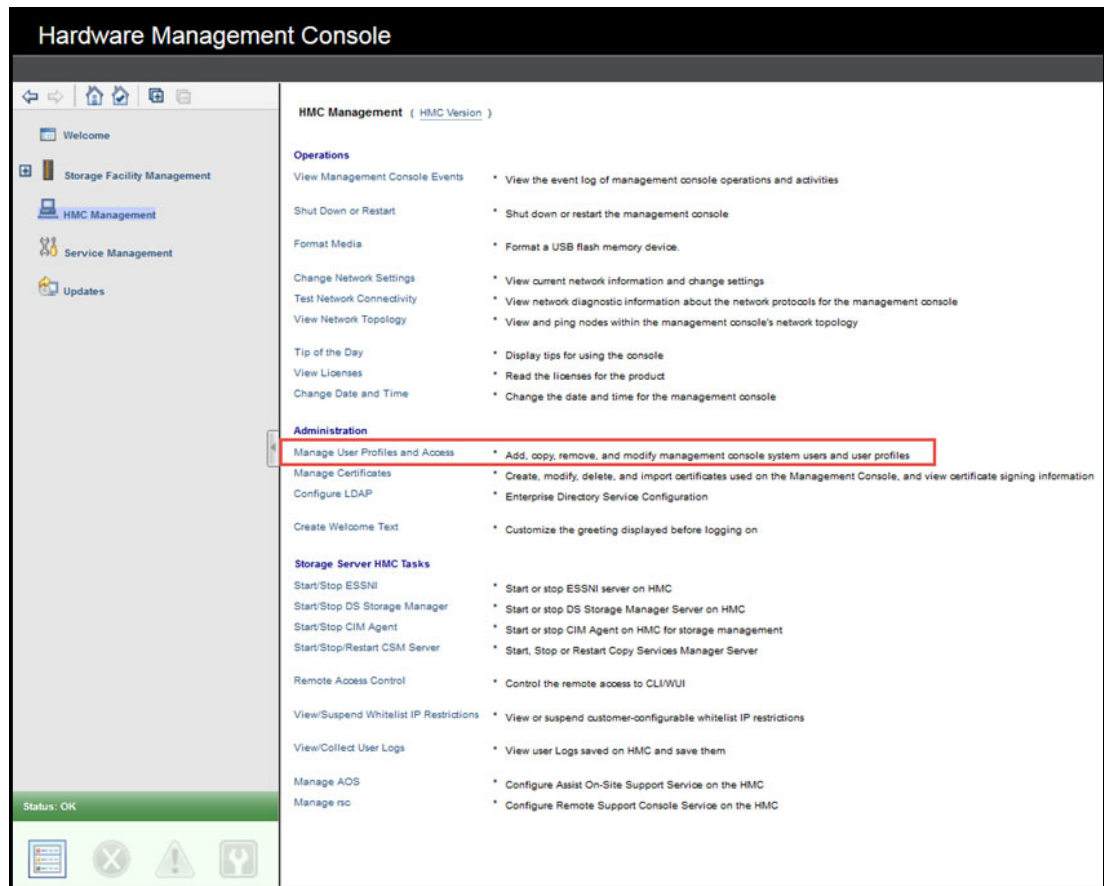 Hardware Management Console
Welcome
Storage Facility Management
HMC Management
Service Management
Updates
Status: OK
HMC Management ( HMC Version )
Operations
View Management Console Events * View the event log of management console operations and activities
Shut Down or Restart * Shut down or restart the management console
Format Media * Format a USB flash memory device.
Change Network Settings * View current network information and change settings
Test Network Connectivity * View network diagnostic information about the network protocols for the management console
View Network Topology * View and ping nodes within the management console's network topology
Tip of the Day * Display tips for using the console
View Licenses * Read the licenses for the product
Change Date and Time * Change the date and time for the management console
Administration
Manage User Profiles and Access * Add, copy, remove, and modify management console system users and user profiles
Manage Certificates * Create, modify, delete, and import certificates used on the Management Console, and view certificate signing information
Configure LDAP * Enterprise Directory Service Configuration
Create Welcome Text * Customize the greeting displayed before logging on
Storage Server HMC Tasks
Start/Stop ESSNI * Start or stop ESSNI server on HMC
Start/Stop DS Storage Manager * Start or stop DS Storage Manager Server on HMC
Start/Stop CIM Agent * Start or stop CIM Agent on HMC for storage management
Start/Stop/Restart CSM Server * Start, Stop or Restart Copy Services Manager Server
Remote Access Control * Control the remote access to CLI/WUI
View/Suspend Whitelist IP Restrictions * View or suspend customer-configurable whitelist IP restrictions
View/Collect User Logs * View user Logs saved on HMC and save them
Manage AOS * Configure Assist On-Site Support Service on the HMC
Manage rsc * Configure Remote Support Console Service on the HMC